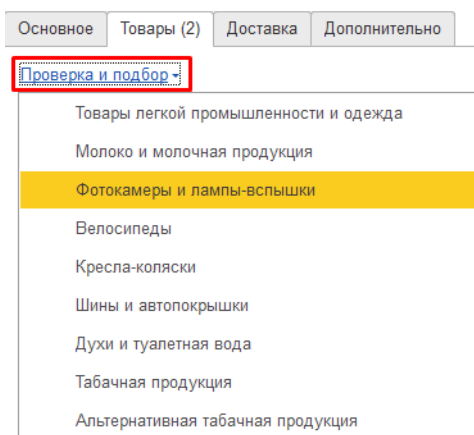 Основное Товары (2) Доставка Дополнительно
Проверка и подбор
Товары легкой промышленности и одежда
Молоко и молочная продукция
Фотокамеры и лампы-вспышки
Велосипеды
Кресла-коляски
Шины и автопокрышки
Духи и туалетная вода
Табачная продукция
Альтернативная табачная продукция